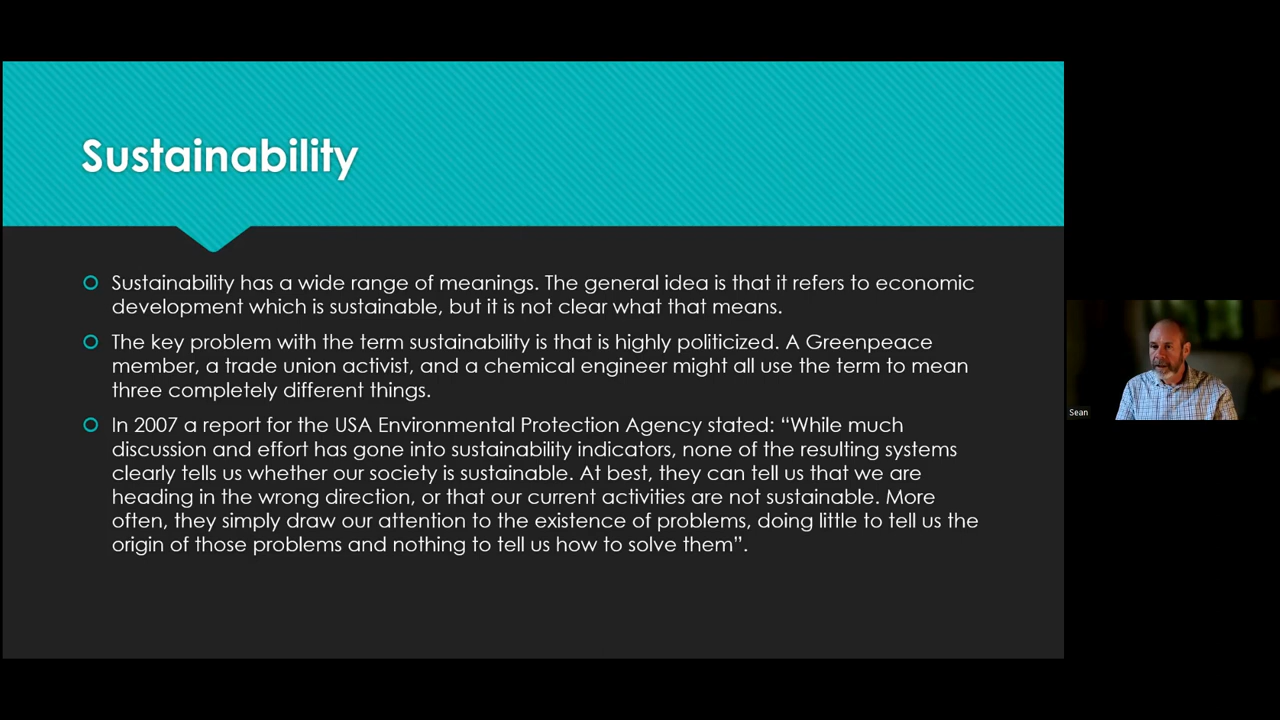 Sustainability
Sustainability has a wide range of meanings. The general idea is that it refers to economic
development which is sustainable, but it is not clear what that means.
The key problem with the term sustainability is that is highly politicized. A Greenpeace
member, a trade union activist, and a chemical engineer might all use the term to mean
three completely different things.
In 2007 a report for the USA Environmental Protection Agency stated: “While much
discussion and effort has gone into sustainability indicators, none of the resulting systems
clearly tells us whether our society is sustainable. At best, they can tell us that we are
heading in the wrong direction, or that our current activities are not sustainable. More
often, they simply draw our attention to the existence of problems, doing little to tell us the
origin of those problems and nothing to tell us how to solve them”.
Sean